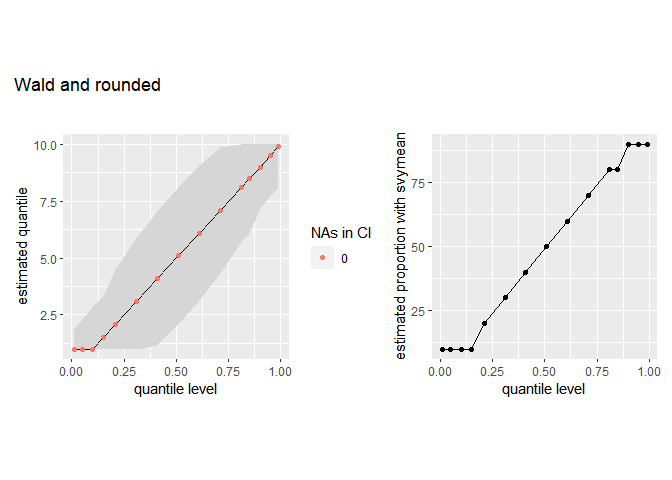 Wald and rounded
estimated quantile
10.0
7.5
5.0
2.5
0.00 0.25 0.50 0.75 1.00
quantile level
NAs in CI
0
estimated proportion with svymean
75
50
25
0.00 0.25 0.50 0.75 1.00
quantile level